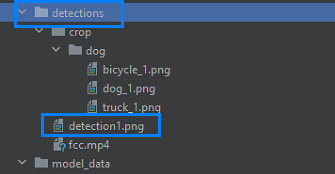 detections
crop
dog
bicycle_1.png
dog_1.png
truck_1.png
detection1.png
fcc.mp4
model_data